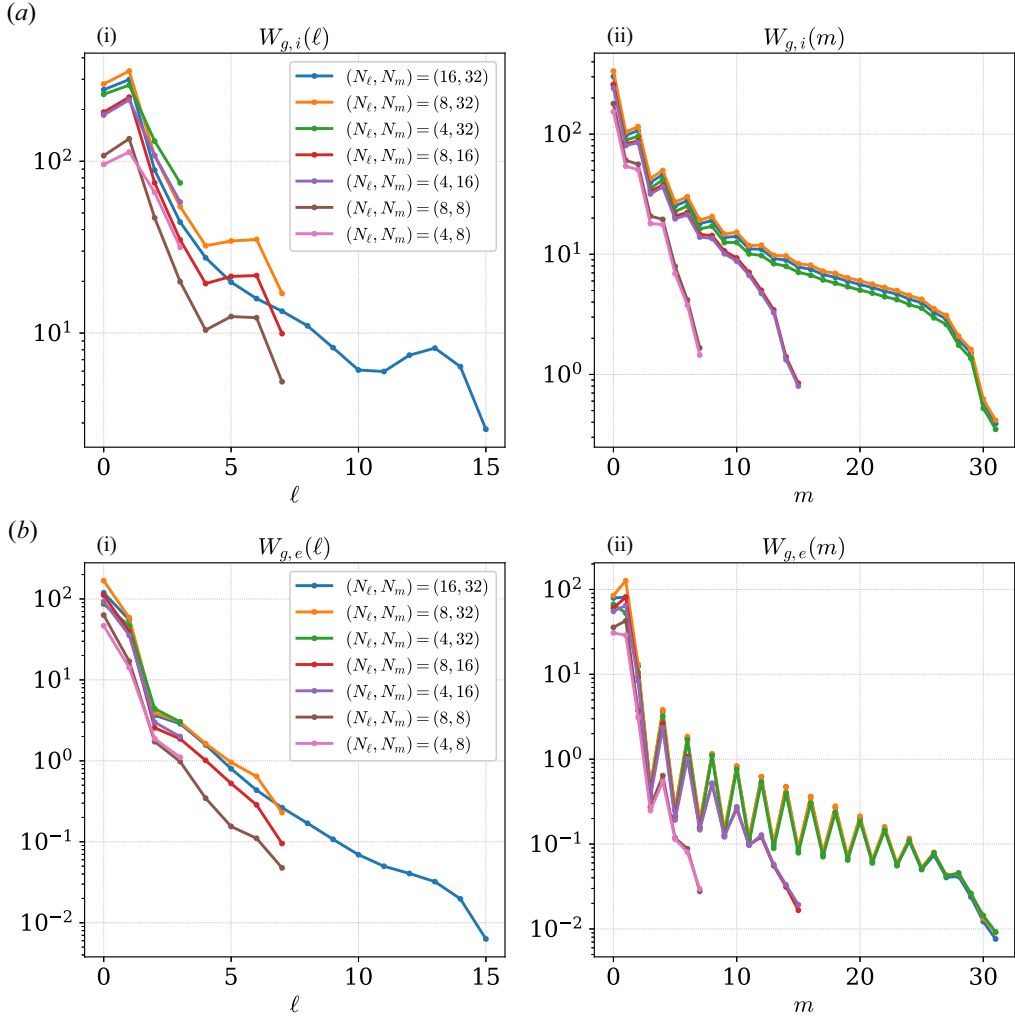 (a)
(i) W_{g,i}(ℓ)
(ii) W_{g,i}(m)
(N_ℓ, N_m) = (16, 32)
(N_ℓ, N_m) = (8, 32)
(N_ℓ, N_m) = (4, 32)
(N_ℓ, N_m) = (8, 16)
(N_ℓ, N_m) = (4, 16)
(N_ℓ, N_m) = (8, 8)
(N_ℓ, N_m) = (4, 8)
10^2
10^1
0 5 10 15
ℓ
10^2
10^1
10^0
0 10 20 30
m
(b)
(i) W_{g,e}(ℓ)
(ii) W_{g,e}(m)
(N_ℓ, N_m) = (16, 32)
(N_ℓ, N_m) = (8, 32)
(N_ℓ, N_m) = (4, 32)
(N_ℓ, N_m) = (8, 16)
(N_ℓ, N_m) = (4, 16)
(N_ℓ, N_m) = (8, 8)
(N_ℓ, N_m) = (4, 8)
10^2
10^1
10^0
10^{-1}
10^{-2}
0 5 10 15
ℓ
10^2
10^1
10^0
10^{-1}
10^{-2}
0 10 20 30
m